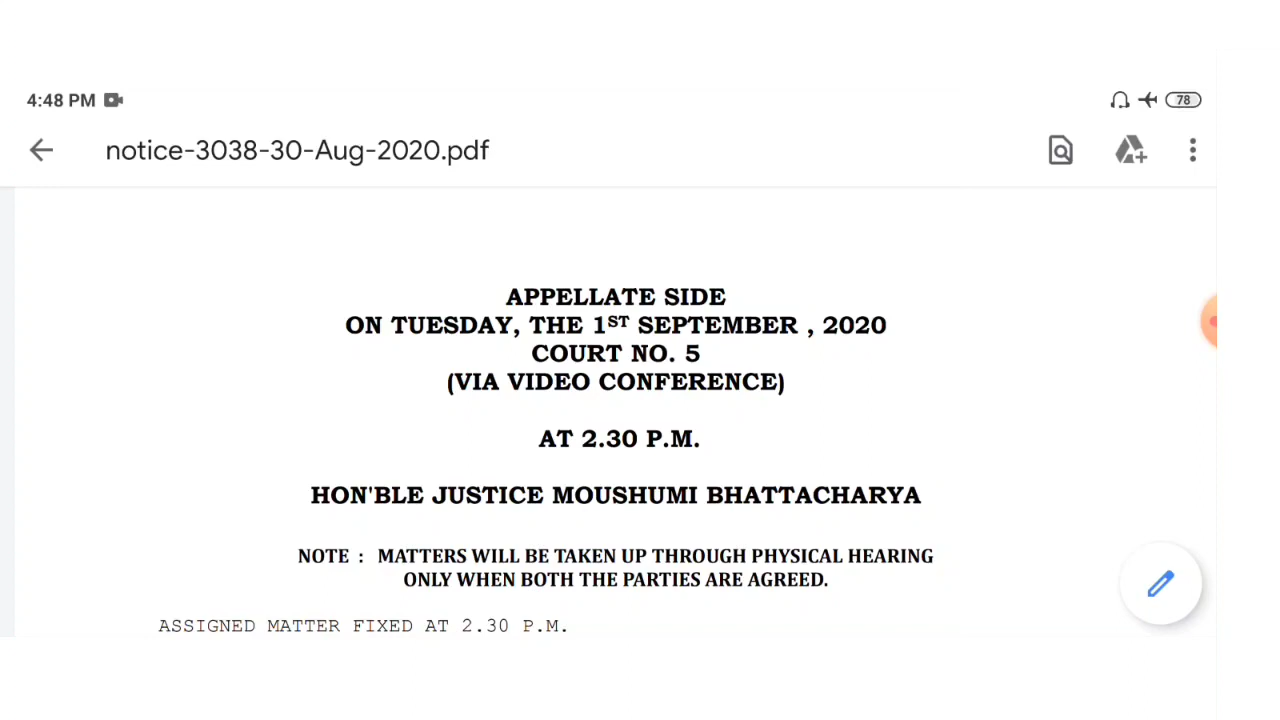 4:48 PM
78
notice-3038-30-Aug-2020.pdf
APPELLATE SIDE
ON TUESDAY, THE 1ST SEPTEMBER , 2020
COURT NO. 5
(VIA VIDEO CONFERENCE)
AT 2.30 P.M.
HON'BLE JUSTICE MOUSHUMI BHATTACHARYA
NOTE : MATTERS WILL BE TAKEN UP THROUGH PHYSICAL HEARING
ONLY WHEN BOTH THE PARTIES ARE AGREED.
ASSIGNED MATTER FIXED AT 2.30 P.M.